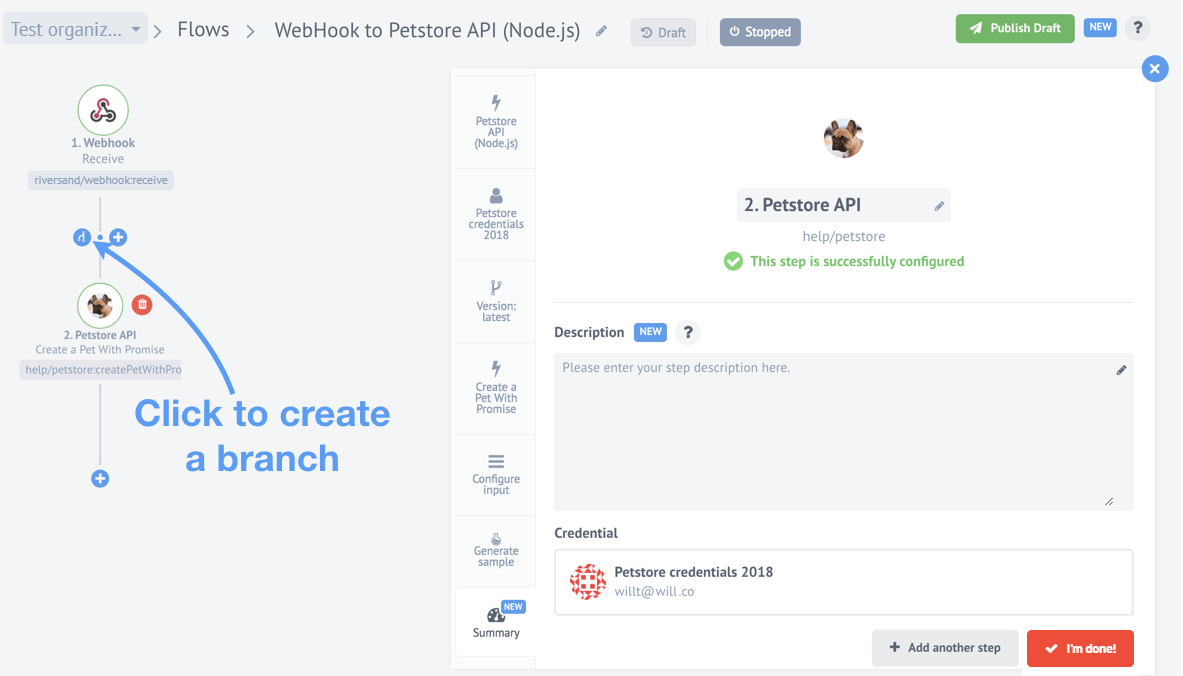 Test organiz...
Flows
WebHook to Petstore API (Node.js)
Draft
Stopped
Publish Draft
NEW
?
1. Webhook
Receive
riversand/webhook:receive
2. Petstore API
Create a Pet With Promise
help/petstore:createPetWithPro
Click to create
a branch
Petstore
API
(Node.js)
Petstore
credentials
2018
Version:
latest
Create a
Pet With
Promise
Configure
input
Generate
sample
NEW
Summary
2. Petstore API
help/petstore
This step is successfully configured
Description
NEW
?
Please enter your step description here.
Credential
Petstore credentials 2018
willt@will.co
Add another step
I'm done!